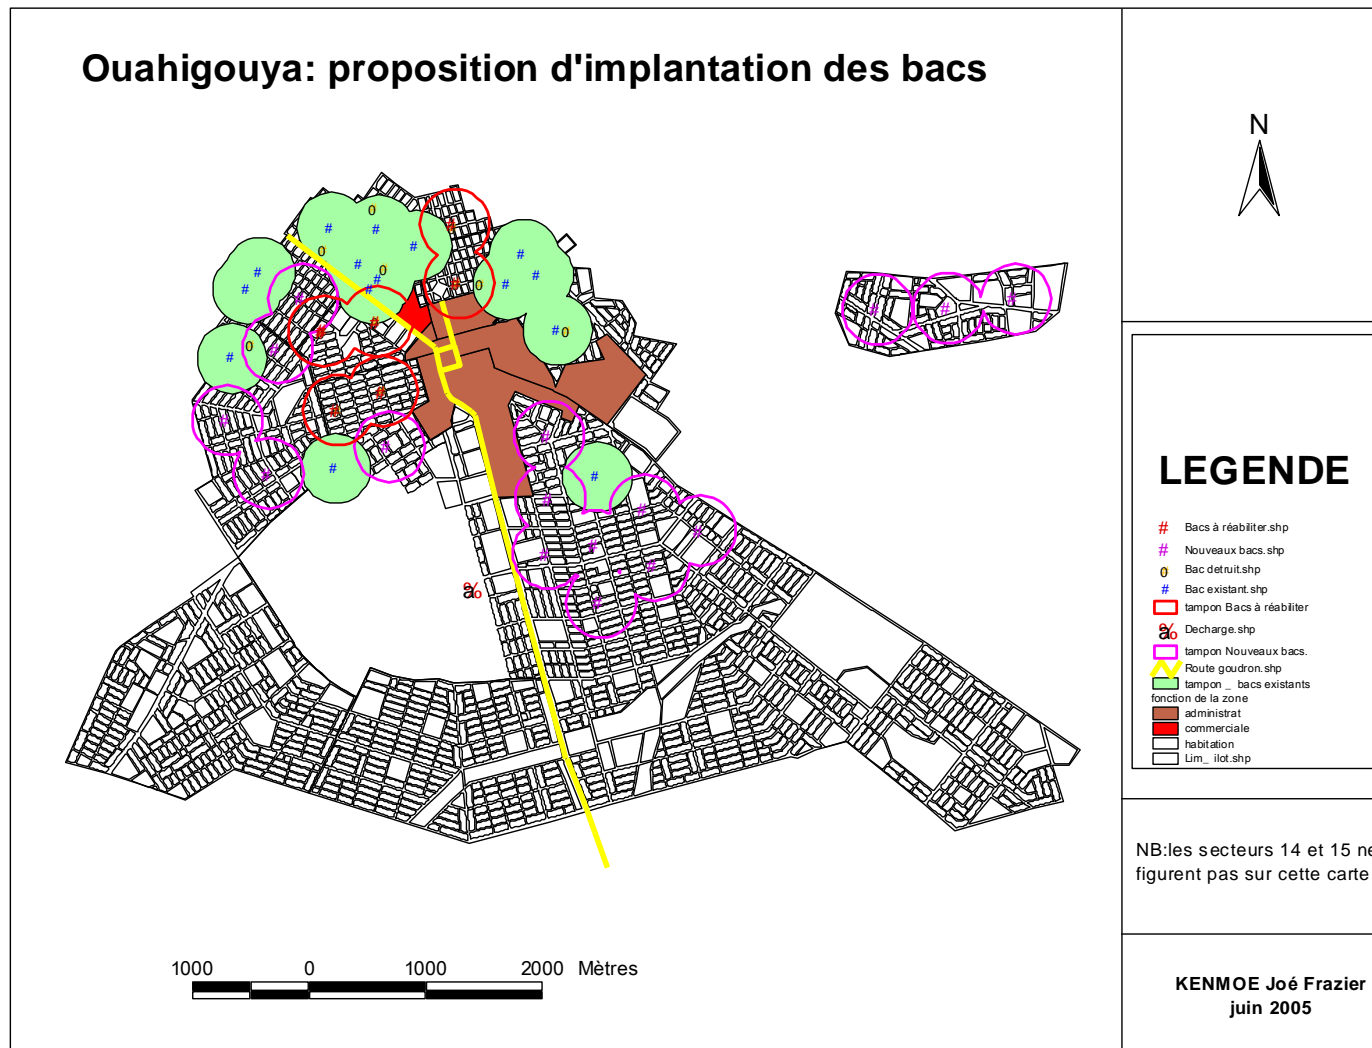 Ouahigouya: proposition d'implantation des bacs
N
LEGENDE
# Bacs à réabiliter.shp
# Nouveaux bacs.shp
0 Bac detruit.shp
# Bac existant.shp
tampon Bacs à réabiliter
Decharge.shp
tampon Nouveaux bacs.
Route goudron.shp
tampon _ bacs existants
fonction de la zone
administrat
commerciale
habitation
Lim_ ilot.shp
NB:les secteurs 14 et 15 ne
figurent pas sur cette carte
1000 0 1000 2000 Mètres
KENMOE Joé Frazier
juin 2005